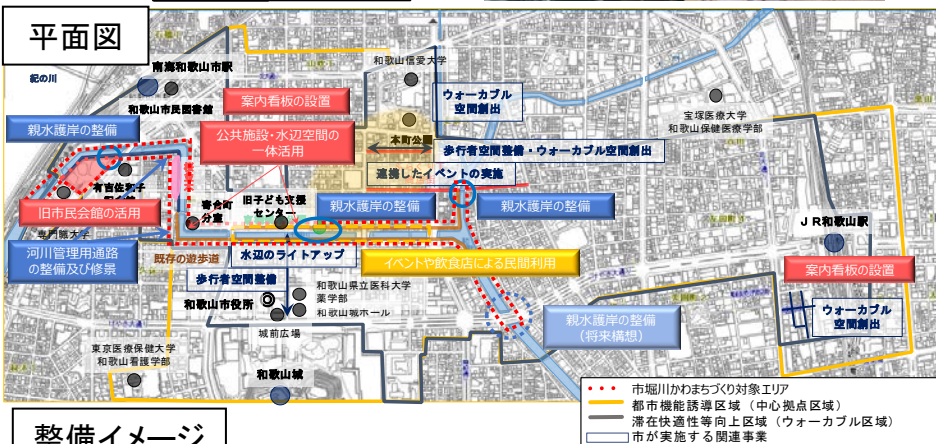 平面図
紀の川
南海和歌山市駅
和歌山市民図書館
和歌山信愛大学
ウォーカブル
空間創出
案内看板の設置
公共施設・水辺空間の
一体活用
本町公園
歩行者空間整備・ウォーカブル空間創出
連携したイベントの実施
宝塚医療大学
和歌山保健医療学部
親水護岸の整備
有吉佐和子
旧市民会館の活用
専門職大学
河川管理用通路
の整備及び修景
寄合町
分室
旧子ども支援
センター
親水護岸の整備
親水護岸の整備
既存の遊歩道
水辺のライトアップ
イベントや飲食店による民間利用
歩行者空間整備
和歌山市役所
和歌山県立医科大学
薬学部
和歌山城ホール
城前広場
親水護岸の整備
(将来構想)
JR和歌山駅
案内看板の設置
ウォーカブル
空間創出
東京医療保健大学
和歌山看護学部
和歌山城
市堀川かわまちづくり対象エリア
都市機能誘導区域(中心拠点区域)
滞在快適性等向上区域(ウォーカブル区域)
市が実施する関連事業
整備イメージ